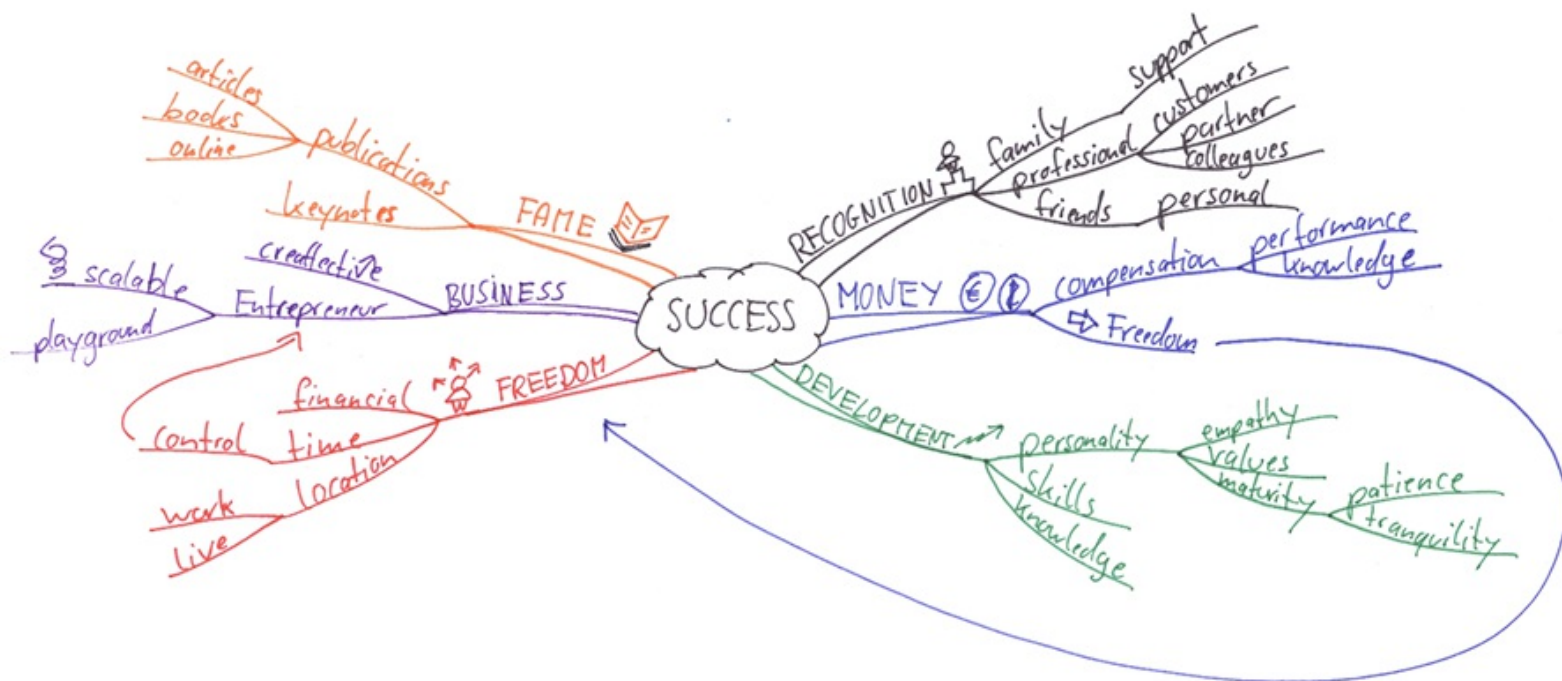 SUCCESS
RECOGNITION
family
support
professional
customers
partner
colleagues
friends
personal
MONEY €
compensation
performance
knowledge
⇨ Freedom
DEVELOPMENT
personality
empathy
values
maturity
patience
tranquility
skills
knowledge
FREEDOM
financial
time
control
location
work
live
BUSINESS
creaffective
Entrepreneur
scalable
playground
FAME
publications
articles
books
online
keynotes